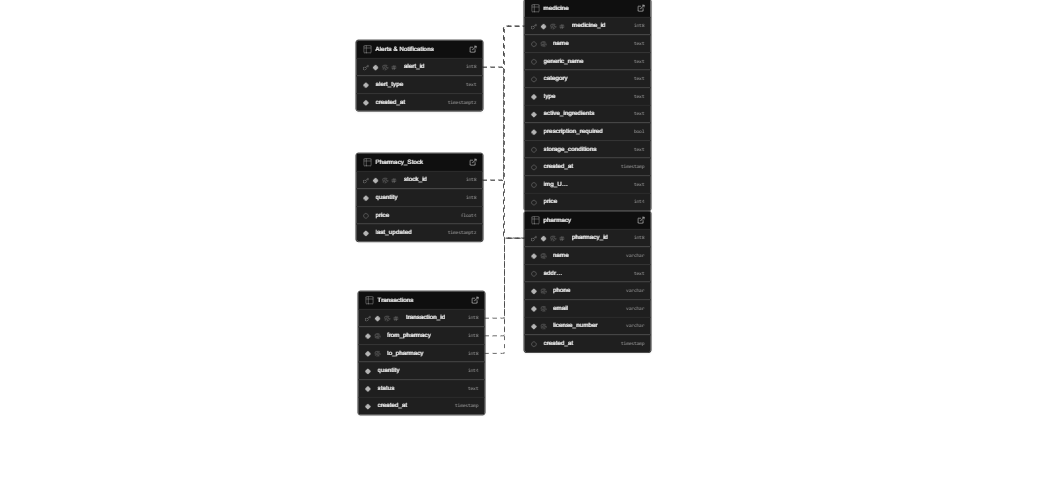 Alerts & Notifications
alert_id int8
alert_type text
created_at timestamptz
Pharmacy_Stock
stock_id int8
quantity int8
price float8
last_updated timestamptz
Transactions
transaction_id int8
from_pharmacy int8
to_pharmacy int8
quantity int8
status text
created_at timestamp
medicine
medicine_id int8
name text
generic_name text
category text
type text
active_ingredients text
prescription_required bool
storage_conditions text
created_at timestamp
img_U... text
price
pharmacy
pharmacy_id int8
name varchar
addr... text
phone varchar
email varchar
license_number varchar
created_at timestamp